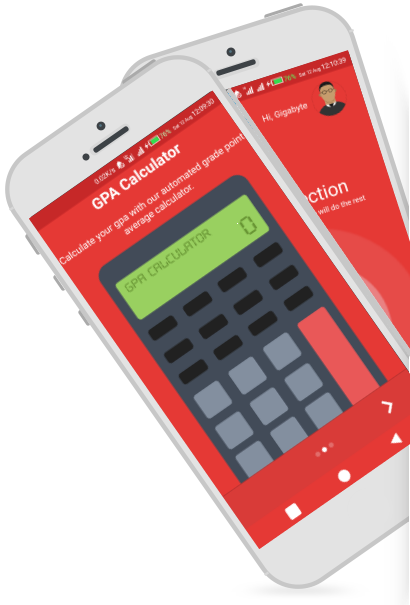 0.02K/s 76% Sat 12 Aug 12:09:30
GPA Calculator
Calculate your gpa with our automated grade point
average calculator.
GPA CALCULATOR
0
76% Sat 12 Aug 12:10:39
Hi, Gigabyte
ction
will do the rest